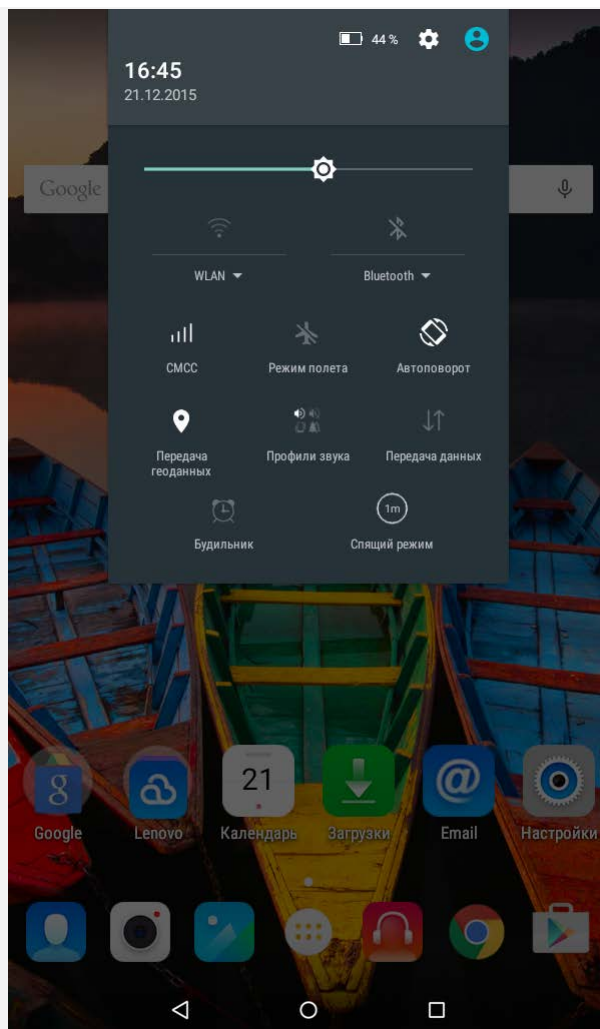 44 %
16:45
21.12.2015
Google
WLAN
Bluetooth
CMCC
Режим полета
Автоповорот
Передача
геоданных
Профили звука
Передача данных
1m
Будильник
Спящий режим
21
g
@
Google
Lenovo
Календарь
Загрузки
Email
Настройки